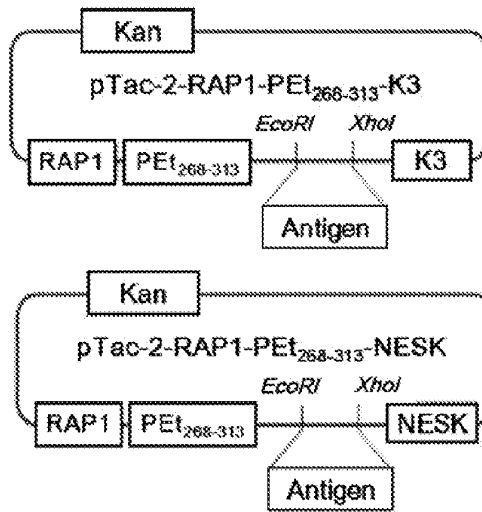 Kan
pTac-2-RAP1-PEt₂₆₈₋₃₁₃-K3
EcoRI XhoI
RAP1 PEt₂₆₈₋₃₁₃ K3
Antigen
Kan
pTac-2-RAP1-PEt₂₆₈₋₃₁₃-NESK
EcoRI XhoI
RAP1 PEt₂₆₈₋₃₁₃ NESK
Antigen